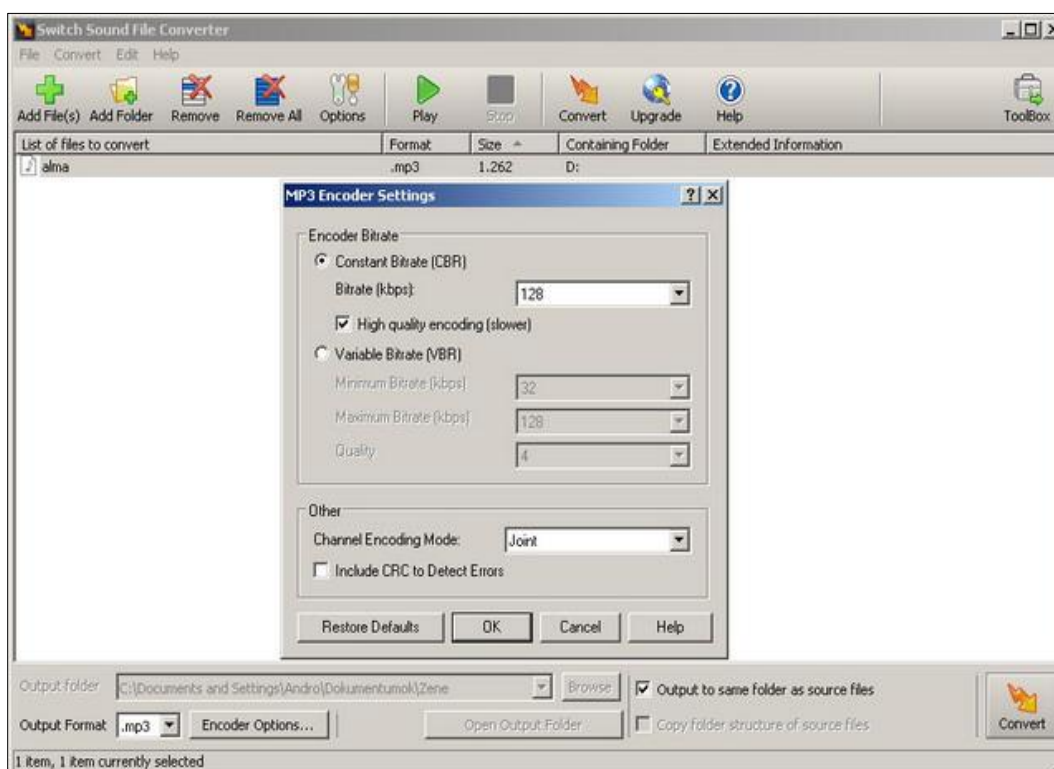 Switch Sound File Converter
File Convert Edit Help
Add File(s) Add Folder Remove Remove All Options Play Stop Convert Upgrade Help ToolBox
List of files to convert Format Size Containing Folder Extended Information
alma .mp3 1.262 D:
MP3 Encoder Settings
Encoder Bitrate
Constant Bitrate (CBR)
Bitrate (kbps): 128
High quality encoding (slower)
Variable Bitrate (VBR)
Minimum Bitrate (kbps) 32
Maximum Bitrate (kbps) 128
Quality 4
Other
Channel Encoding Mode: Joint
Include CRC to Detect Errors
Restore Defaults OK Cancel Help
Output folder C:\Documents and Settings\Andro\Dokumentumok\Zene Browse Output to same folder as source files
Output Format .mp3 Encoder Options... Open Output Folder Copy folder structure of source files Convert
1 item, 1 item currently selected